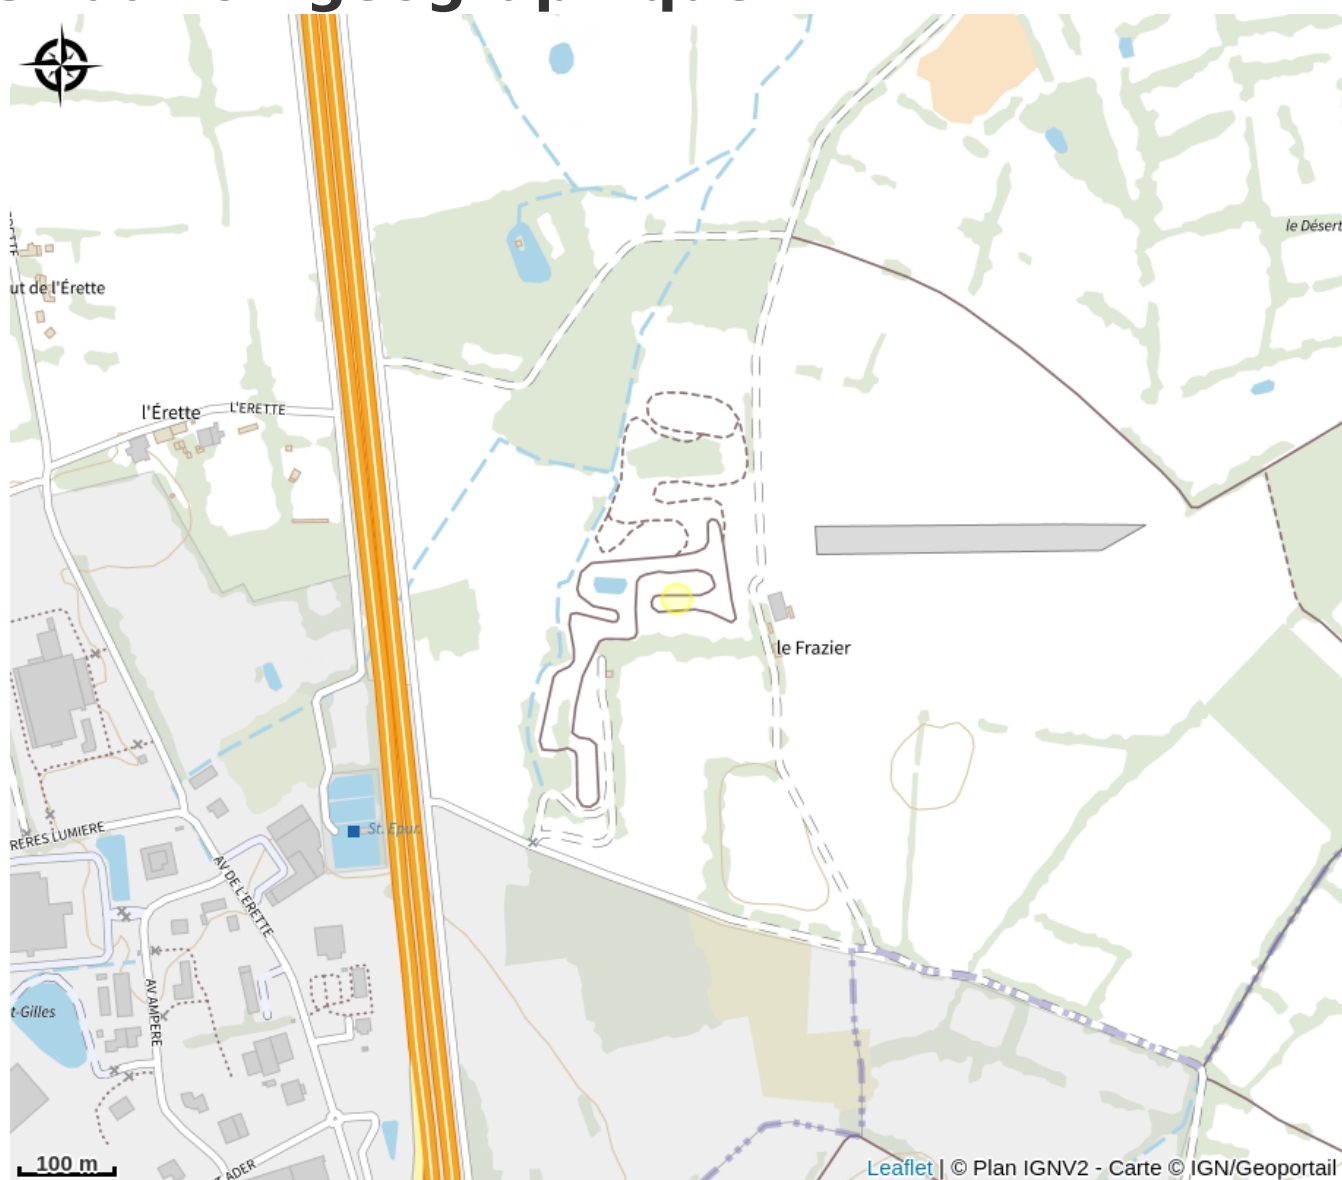 le Désert
ut de l'Érette
l'Érette
L'ERETTE
le Frazier
St. Epur.
RERES LUMIERE
AV DE L'ERETTE
AV AMPERE
t-Gilles
T ADER
100 m
Leaflet | © Plan IGNV2 - Carte © IGN/Geoportail